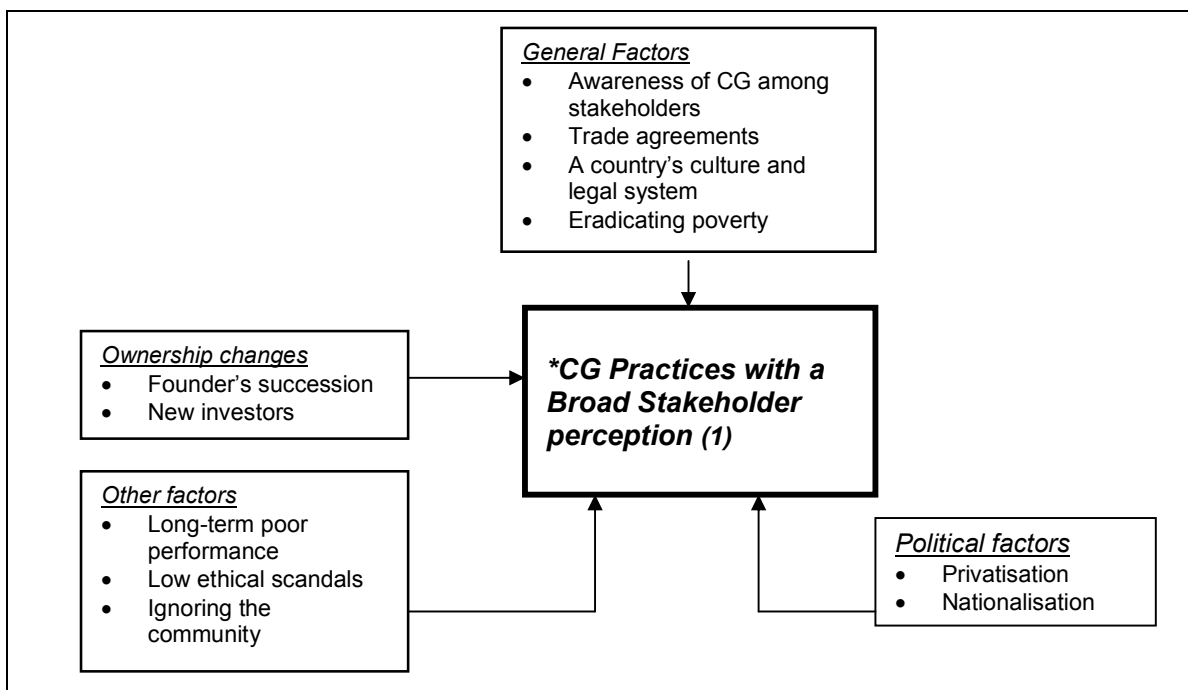 General Factors
• Awareness of CG among
stakeholders
• Trade agreements
• A country's culture and
legal system
• Eradicating poverty
Ownership changes
• Founder's succession
• New investors
*CG Practices with a
Broad Stakeholder
perception (1)
Other factors
• Long-term poor
performance
• Low ethical scandals
• Ignoring the
community
Political factors
• Privatisation
• Nationalisation